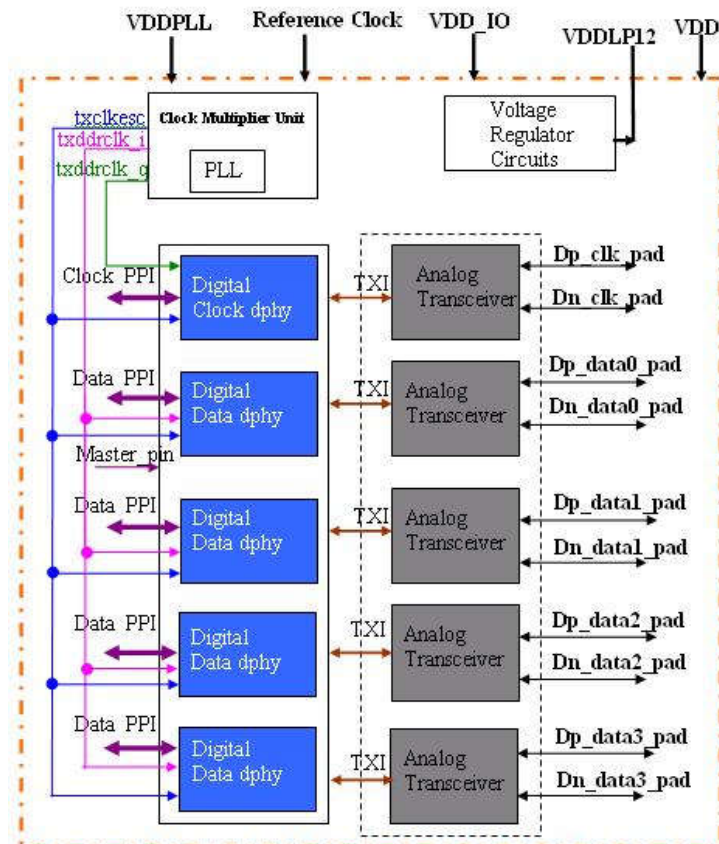 VDDPLL
Reference Clock
VDD_IO
VDDLP12
VDD
txclkesc
txddrclk_i
txddrclk_q
Clock Multiplier Unit
PLL
Voltage
Regulator
Circuits
Clock PPI
Digital
Clock dphy
TXI
Analog
Transceiver
Dp_clk_pad
Dn_clk_pad
Data PPI
Digital
Data dphy
TXI
Analog
Transceiver
Dp_data0_pad
Dn_data0_pad
Master_pin
Data PPI
Digital
Data dphy
TXI
Analog
Transceiver
Dp_data1_pad
Dn_data1_pad
Data PPI
Digital
Data dphy
TXI
Analog
Transceiver
Dp_data2_pad
Dn_data2_pad
Data PPI
Digital
Data dphy
TXI
Analog
Transceiver
Dp_data3_pad
Dn_data3_pad